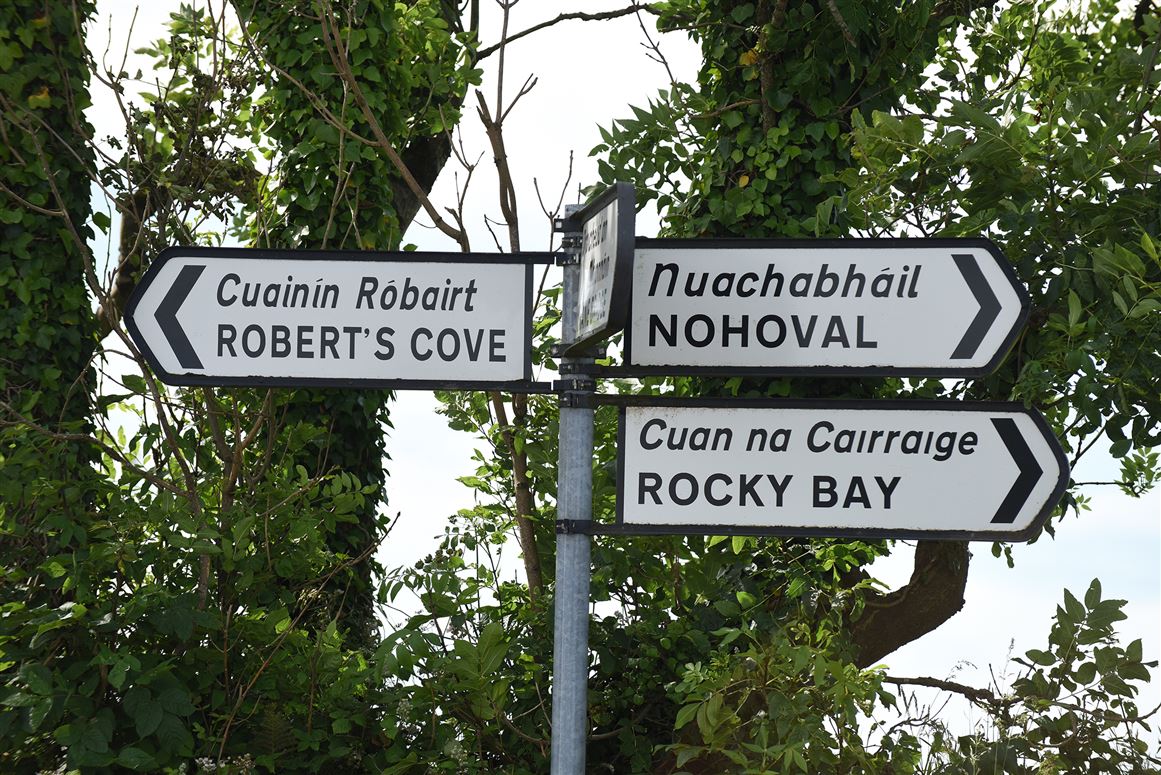 Cuainín Róbairt
ROBERT'S COVE
Nuachabháil
NOHOVAL
Cuan na Cairraige
ROCKY BAY